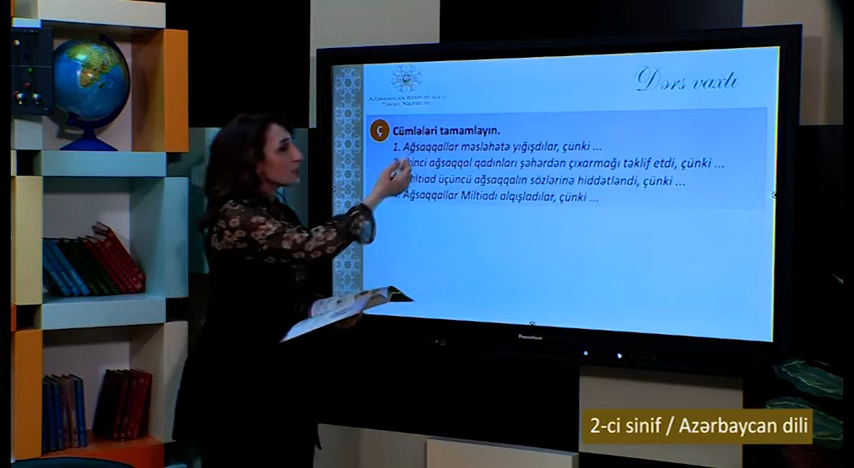 Dərs vaxtı
Ç
Cümlələri tamamlayın.
1. Ağsaqqallar məsləhətə yığışdılar, çünki ...
ağsaqqal qadınları şəhərdən çıxarmağı təklif etdi, çünki ...
üçüncü ağsaqqalın sözlərinə hiddətləndi, çünki ...
4. Ağsaqqallar Miltiadı alqışladılar, çünki ...
2-ci sinif / Azərbaycan dili